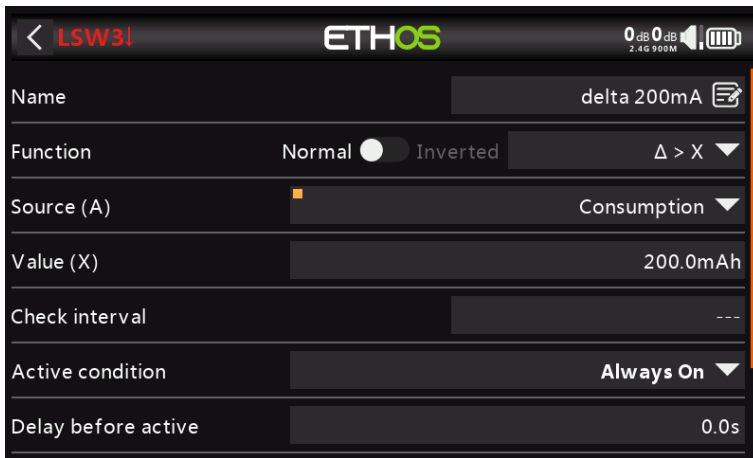 LSW3↓ ETHOS 0dB 0dB
2.4G 900M
Name delta 200mA
Function Normal Inverted Δ > X
Source (A) Consumption
Value (X) 200.0mAh
Check interval ---
Active condition Always On
Delay before active 0.0s